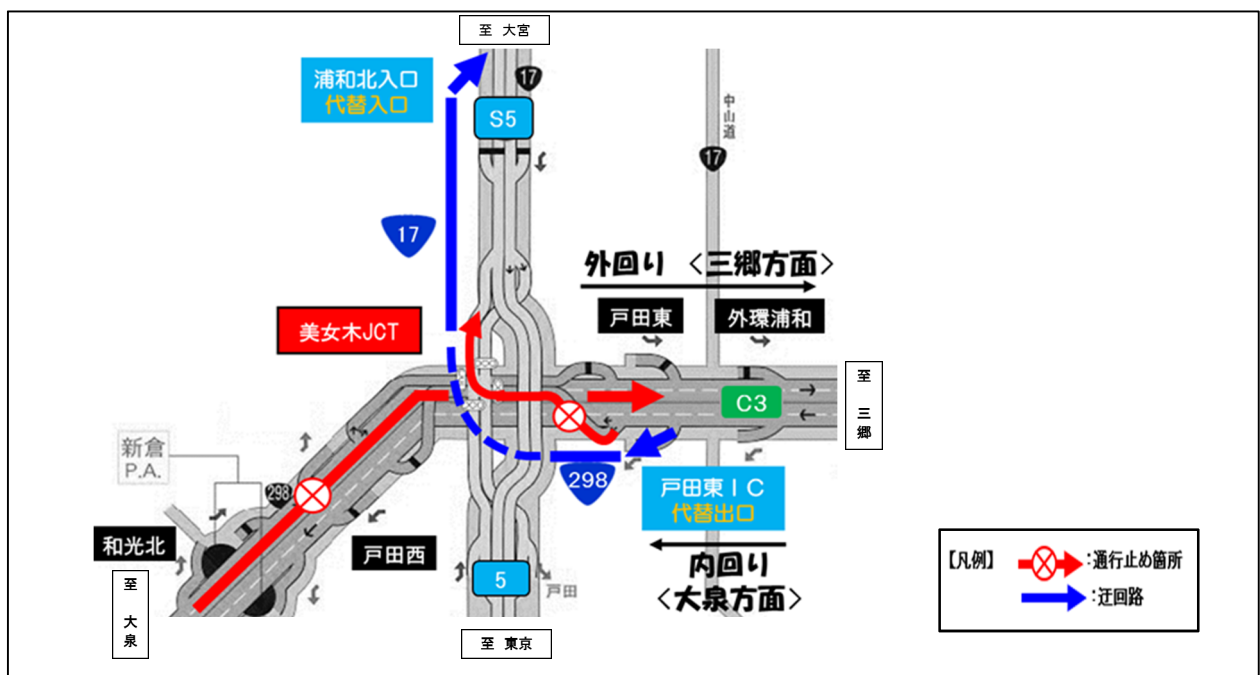 至 大宮
浦和北入口
代替入口
17
S5
中
山
道
17
17
外回り <三郷方面>
美女木JCT
戸田東
外環浦和
C3
至
三
郷
新倉
P.A.
298
298
戸田東IC
代替出口
和光北
戸田西
内回り
<大泉方面>
5
戸田
至
大
泉
至 東京
【凡例】
:通行止め箇所
:迂回路